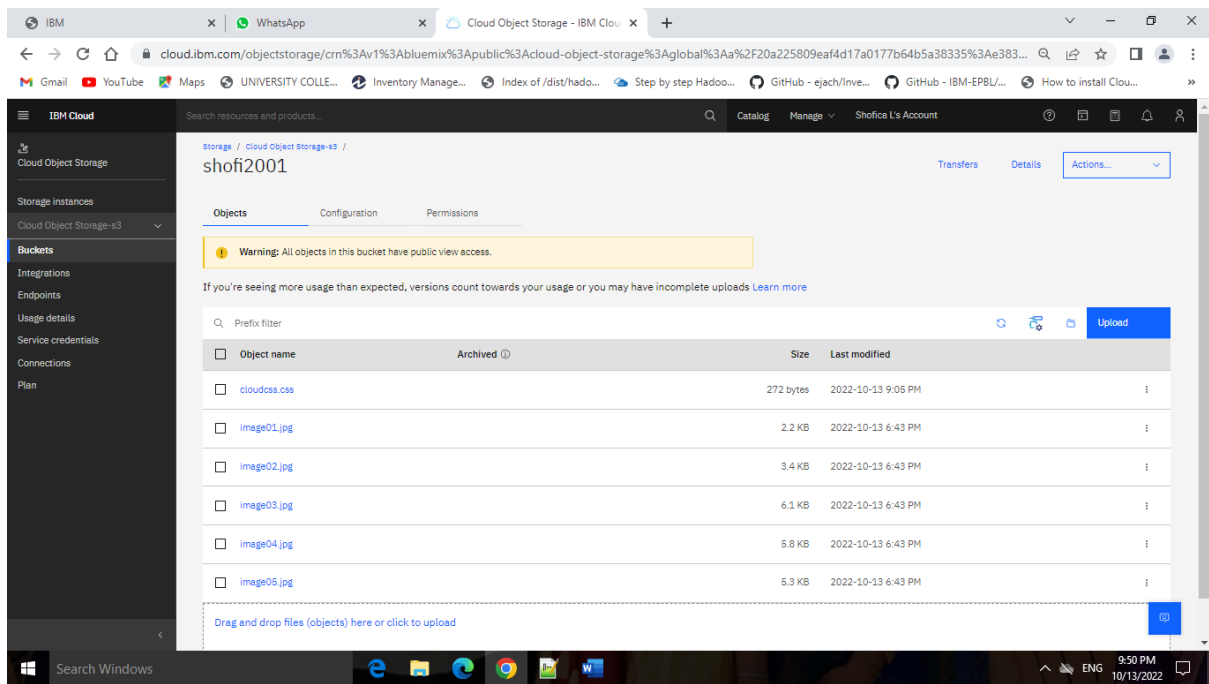 IBM
WhatsApp
Cloud Object Storage - IBM Clou
cloud.ibm.com/objectstorage/crn%3Av1%3Abluemix%3Apublic%3Acloud-object-storage%3Aglobal%3Aa%2F20a225809eaf4d17a0177b64b5a38335%3Ae383...
Gmail YouTube Maps UNIVERSITY COLLE... Inventory Manage... Index of /dist/hado... Step by step Hadoo... GitHub - ejach/Inve... GitHub - IBM-EPBL/... How to install Clou... »
IBM Cloud
Search resources and products...
Catalog Manage Shofica L's Account
Cloud Object Storage
Storage instances
Cloud Object Storage-s3
Buckets
Integrations
Endpoints
Usage details
Service credentials
Connections
Plan
Storage / Cloud Object Storage-s3 /
shofi2001
Transfers Details Actions...
Objects Configuration Permissions
Warning: All objects in this bucket have public view access.
If you're seeing more usage than expected, versions count towards your usage or you may have incomplete uploads Learn more
Prefix filter
Upload
Object name Archived Size Last modified
cloudcss.css 272 bytes 2022-10-13 9:05 PM
image01.jpg 2.2 KB 2022-10-13 6:43 PM
image02.jpg 3.4 KB 2022-10-13 6:43 PM
image03.jpg 6.1 KB 2022-10-13 6:43 PM
image04.jpg 5.8 KB 2022-10-13 6:43 PM
image05.jpg 5.3 KB 2022-10-13 6:43 PM
Drag and drop files (objects) here or click to upload
Search Windows
ENG
9:50 PM
10/13/2022